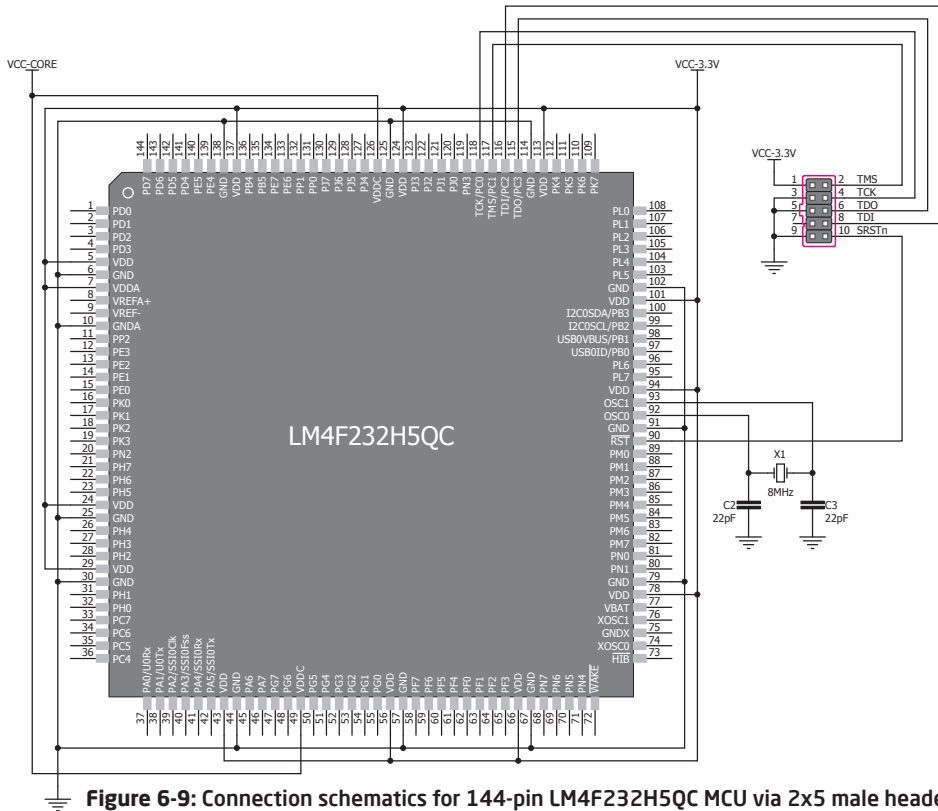 VCC-CORE
VCC-3.3V
144 143 142 141 140 139 138 137 136 135 134 133 132 131 130 129 128 127 126 125 124 123 122 121 120 119 118 117 116 115 114 113 112 111 110 109
PD7 PD6 PD5 PD4 PE5 PE4 GND VDD PB4 PB5 PE7 PE6 PP1 PP0 PJ7 PJ6 PJ5 PJ4 VDDC GND VDD PJ3 PJ2 PJ1 PJ0 PN3 TCK/PC0 TMS/PC1 TDI/PC2 TDO/PC3 GND VDD PK4 PK5 PK6 PK7
VCC-3.3V
1 2 TMS
3 4 TCK
5 6 TDO
7 8 TDI
9 10 SRSTn
1 PD0
2 PD1
3 PD2
4 PD3
5 VDD
6 GND
7 VDDA
8 VREFA+
9 VREF-
10 GNDA
11 PP2
12 PE3
13 PE2
14 PE1
15 PE0
16 PK0
17 PK1
18 PK2
19 PK3
20 PN2
21 PH7
22 PH6
23 PH5
24 VDD
25 GND
26 PH4
27 PH3
28 PH2
29 VDD
30 GND
31 PH1
32 PH0
33 PC7
34 PC6
35 PC5
36 PC4
LM4F232H5QC
PL0 108
PL1 107
PL2 106
PL3 105
PL4 104
PL5 103
GND 102
VDD 101
I2C0SDA/PB3 100
I2C0SCL/PB2 99
USB0VBUS/PB1 98
USB0ID/PB0 97
PL6 96
PL7 95
VDD 94
OSC1 93
OSC0 92
GND 91
RST 90
PM0 89
PM1 88
PM2 87
PM3 86
PM4 85
PM5 84
PM6 83
PM7 82
PN0 81
PN1 80
GND 79
VDD 78
VBAT 77
XOSC1 76
GNDX 75
XOSC0 74
HIB 73
X1
8MHz
C2
22pF
C3
22pF
PA0/U0Rx PA1/U0Tx PA2/SSI0Clk PA3/SSI0Fss PA4/SSI0Rx PA5/SSI0Tx VDD GND PA6 PA7 PG7 PG6 VDDC PG5 PG4 PG3 PG2 PG1 PG0 VDD GND PF7 PF6 PF5 PF4 PF0 PF1 PF2 PF3 VDD GND PN7 PN6 PN5 PN4 WAKE
37 38 39 40 41 42 43 44 45 46 47 48 49 50 51 52 53 54 55 56 57 58 59 60 61 62 63 64 65 66 67 68 69 70 71 72
Figure 6-9: Connection schematics for 144-pin LM4F232H5QC MCU via 2x5 male head